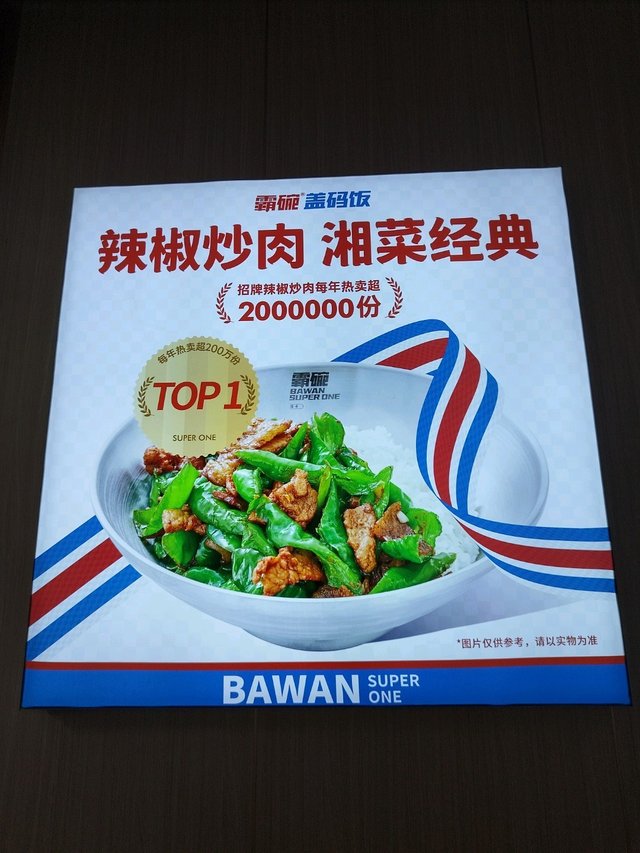 霸碗®盖码饭
辣椒炒肉 湘菜经典
招牌辣椒炒肉每年热卖超
2000000份
每年热卖超200万份
TOP 1
SUPER ONE
霸碗
BAWAN
SUPER ONE
*图片仅供参考，请以实物为准
BAWAN SUPER
ONE